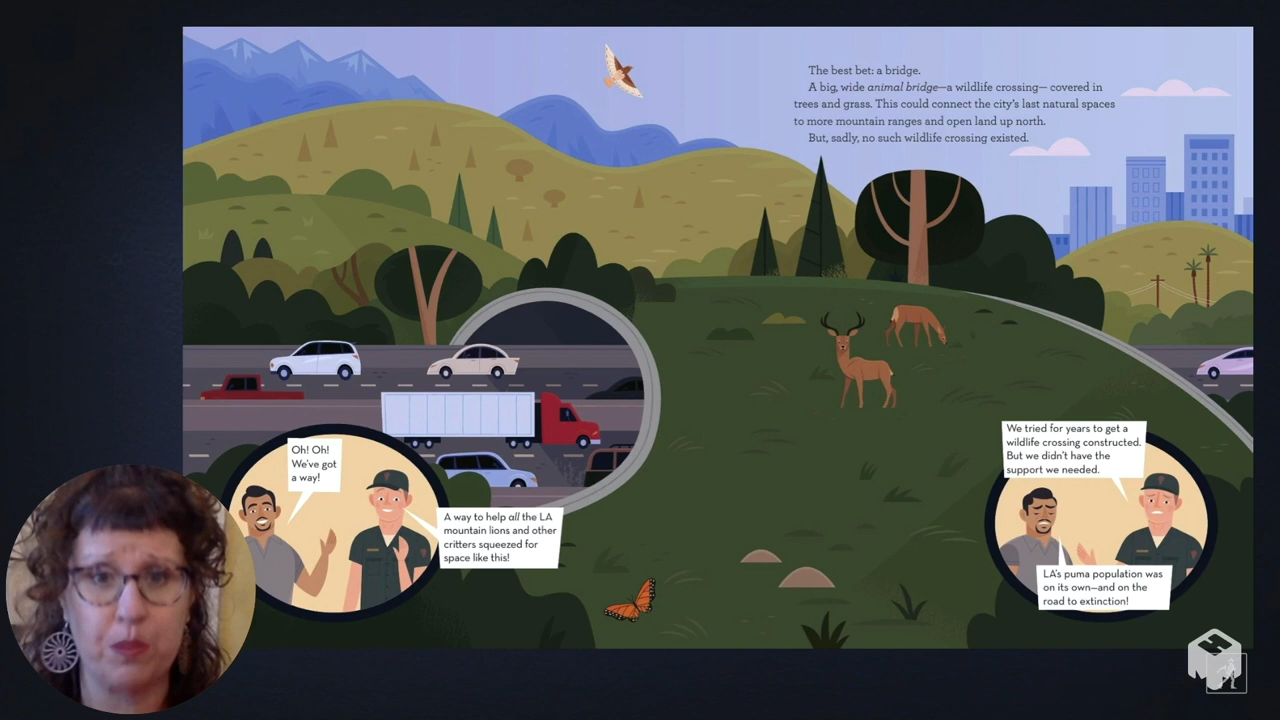 The best bet: a bridge.
A big, wide animal bridge—a wildlife crossing— covered in
trees and grass. This could connect the city's last natural spaces
to more mountain ranges and open land up north.
But, sadly, no such wildlife crossing existed.
Oh! Oh!
We've got
a way!
A way to help all the LA
mountain lions and other
critters squeezed for
space like this!
We tried for years to get a
wildlife crossing constructed.
But we didn't have the
support we needed.
LA's puma population was
on its own—and on the
road to extinction!